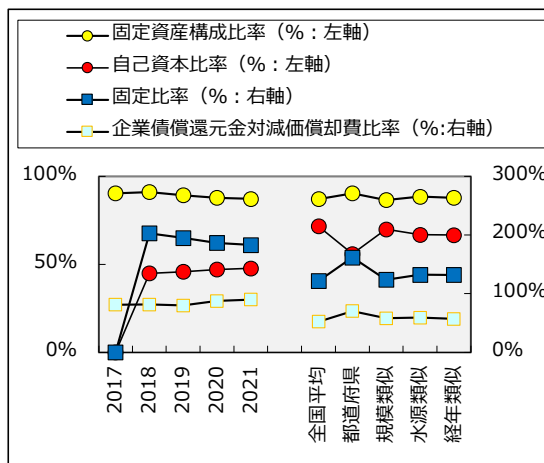 固定資産構成比率（%：左軸）
自己資本比率（%：左軸）
固定比率（%：右軸）
企業債償還元金対減価償却費比率（%:右軸）
100%
50%
0%
300%
200%
100%
0%
2017
2018
2019
2020
2021
全国平均
都道府県
規模類似
水源類似
経年類似